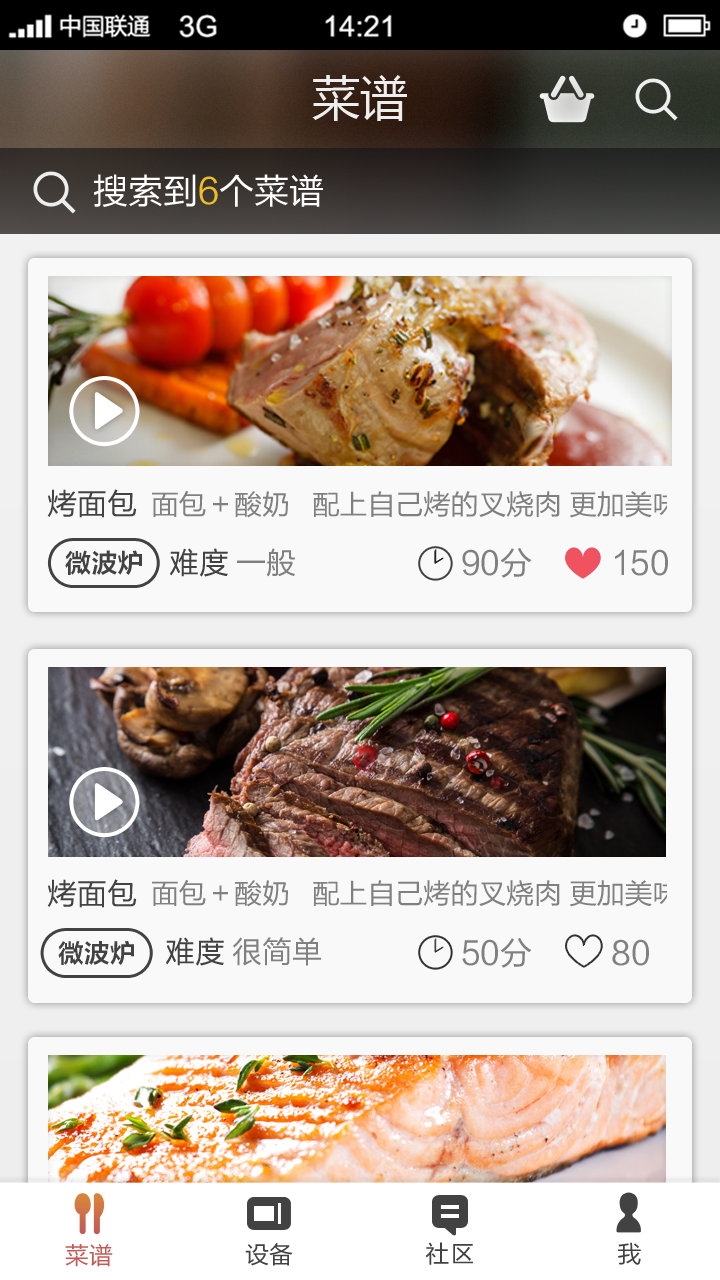 中国联通 3G 14:21
菜谱
搜索到6个菜谱
烤面包 面包＋酸奶 配上自己烤的叉烧肉 更加美味
微波炉 难度 一般 90分 150
烤面包 面包＋酸奶 配上自己烤的叉烧肉 更加美味
微波炉 难度 很简单 50分 80
菜谱 设备 社区 我